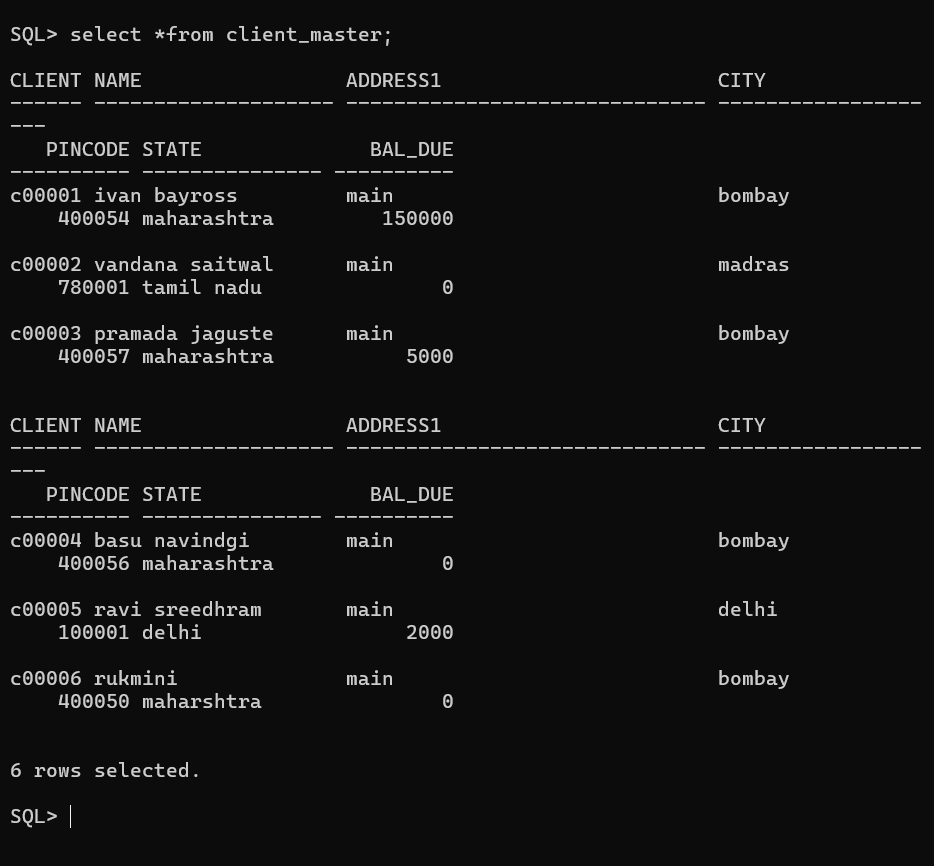 SQL> select *from client_master;
CLIENT NAME                 ADDRESS1                       CITY
------ -------------------- ------------------------------ -----------------
---
   PINCODE STATE              BAL_DUE
---------- --------------- ----------
c00001 ivan bayross         main                           bombay
    400054 maharashtra         150000
c00002 vandana saitwal      main                           madras
    780001 tamil nadu               0
c00003 pramada jaguste      main                           bombay
    400057 maharashtra           5000
CLIENT NAME                 ADDRESS1                       CITY
------ -------------------- ------------------------------ -----------------
---
   PINCODE STATE              BAL_DUE
---------- --------------- ----------
c00004 basu navindgi        main                           bombay
    400056 maharashtra              0
c00005 ravi sreedhram       main                           delhi
    100001 delhi                 2000
c00006 rukmini              main                           bombay
    400050 maharshtra               0
6 rows selected.
SQL>